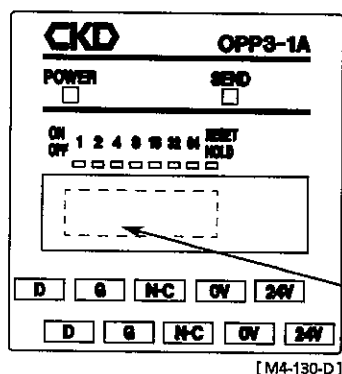 CKD OPP3-1A
POWER SEND
ON 1 2 4 8 16 32 64 RESET
OFF HOLD
D G N-C 0V 24V
D G N-C 0V 24V
[M4-130-D]